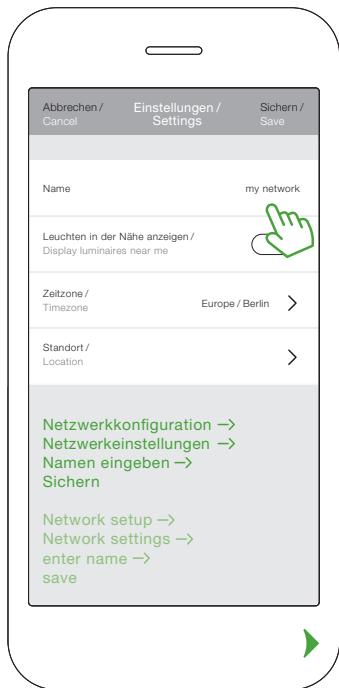 Abbrechen /
Cancel
Einstellungen /
Settings
Sichern /
Save
Name
my network
Leuchten in der Nähe anzeigen /
Display luminaires near me
Zeitzone /
Timezone
Europe / Berlin
Standort /
Location
Netzwerkkonfiguration –>
Netzwerkeinstellungen –>
Namen eingeben –>
Sichern
Network setup –>
Network settings –>
enter name –>
save